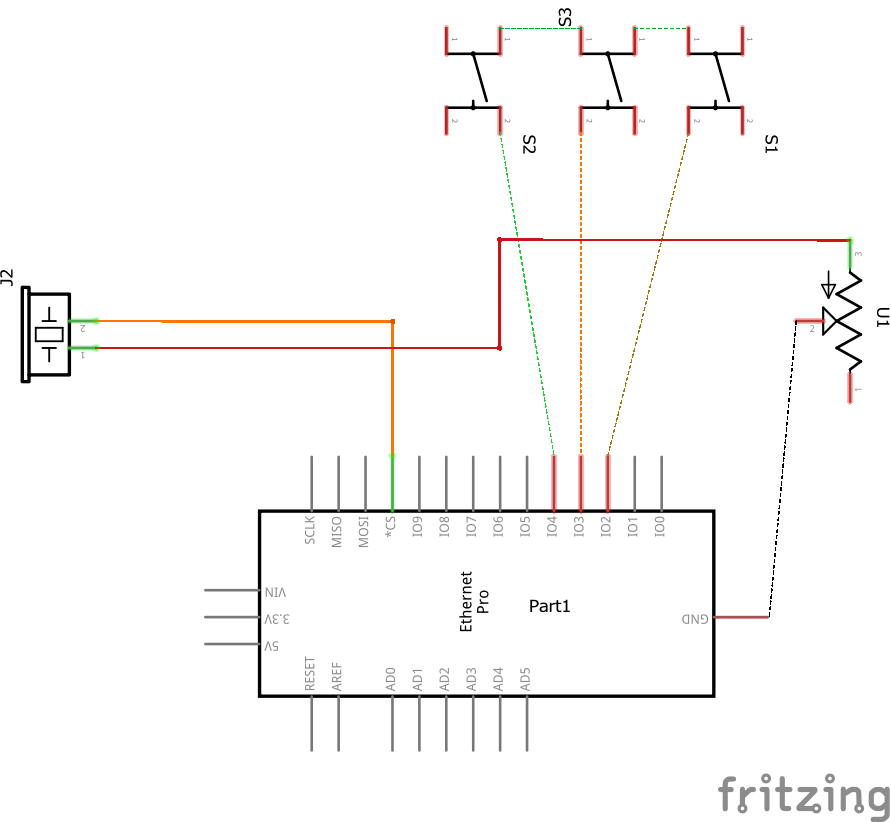 S3
1
1
1
1
1
1
2
2
2
2
2
2
S2
S1
J2
2
1
3
2
1
U1
SCLK
MISO
MOSI
*CS
IO9
IO8
IO7
IO6
IO5
IO4
IO3
IO2
IO1
IO0
VIN
3.3V
5V
Ethernet
Pro
Part1
GND
RESET
AREF
AD0
AD1
AD2
AD3
AD4
AD5
fritzing